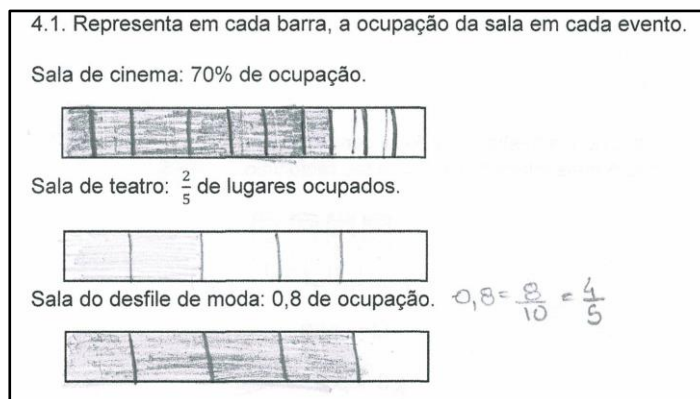 4.1. Representa em cada barra, a ocupação da sala em cada evento.
Sala de cinema: 70% de ocupação.
Sala de teatro: 2/5 de lugares ocupados.
Sala do desfile de moda: 0,8 de ocupação. 0,8 = 8/10 = 4/5